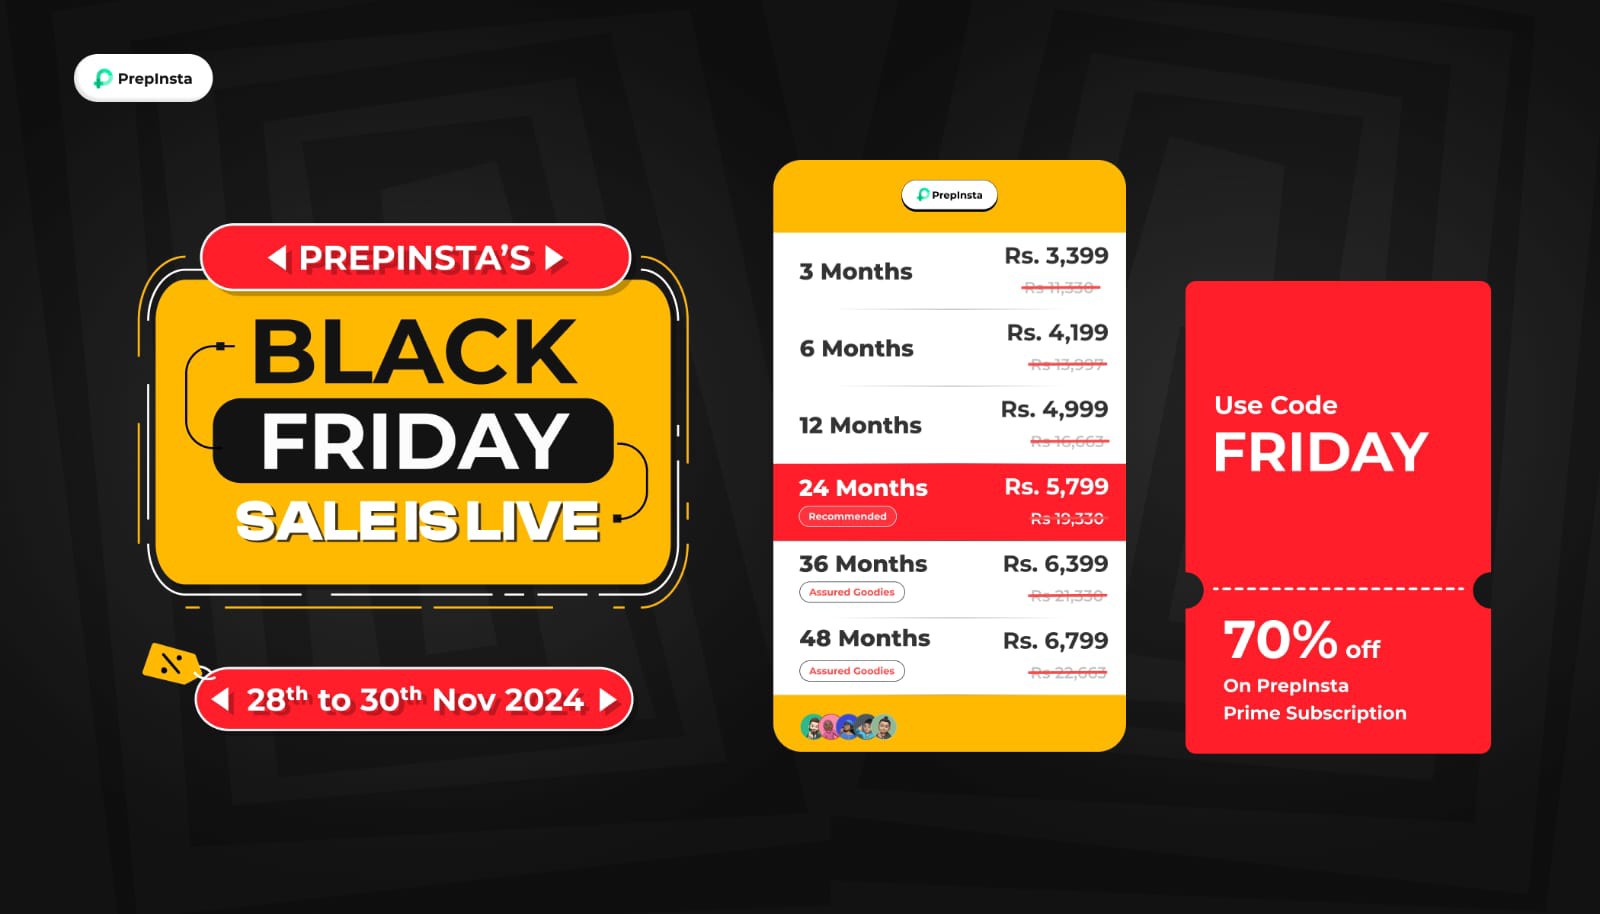 PrepInsta
PREPINSTA'S
BLACK
FRIDAY
SALE IS LIVE
28th to 30th Nov 2024
PrepInsta
3 Months Rs. 3,399
Rs 11,330
6 Months Rs. 4,199
Rs 13,997
12 Months Rs. 4,999
Rs 16,663
24 Months Rs. 5,799
Recommended Rs 19,330
36 Months Rs. 6,399
Assured Goodies Rs 21,330
48 Months Rs. 6,799
Assured Goodies Rs 22,663
Use Code
FRIDAY
70% off
On PrepInsta
Prime Subscription